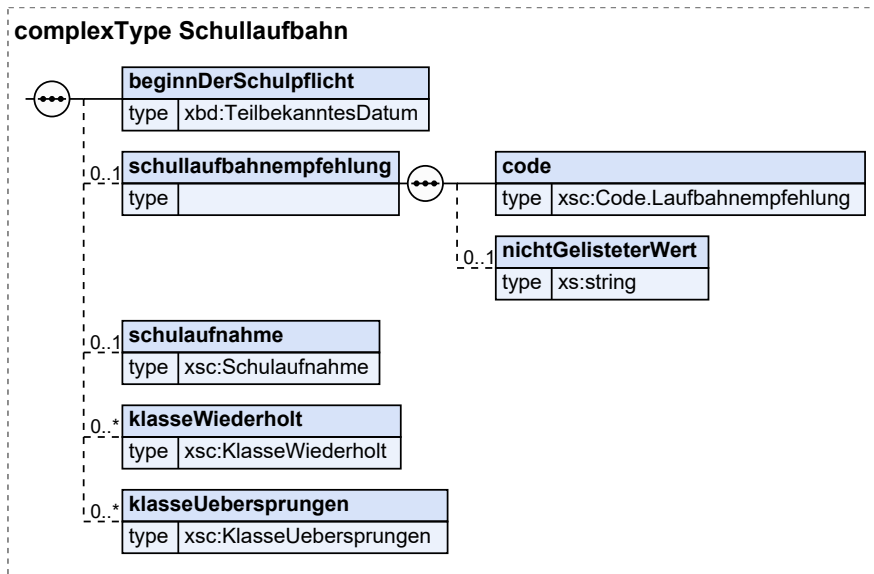 complexType Schullaufbahn
beginnDerSchulpflicht
type xbd:TeilbekanntesDatum
0..1 schullaufbahnempfehlung
type
code
type xsc:Code.Laufbahnempfehlung
0..1 nichtGelisteterWert
type xs:string
0..1 schulaufnahme
type xsc:Schulaufnahme
0..* klasseWiederholt
type xsc:KlasseWiederholt
0..* klasseUebersprungen
type xsc:KlasseUebersprungen